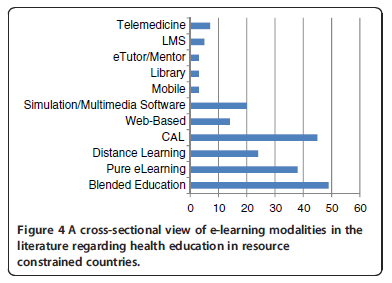 Telemedicine
LMS
eTutor/Mentor
Library
Mobile
Simulation/Multimedia Software
Web-Based
CAL
Distance Learning
Pure eLearning
Blended Education
0 10 20 30 40 50 60
Figure 4 A cross-sectional view of e-learning modalities in the
literature regarding health education in resource
constrained countries.